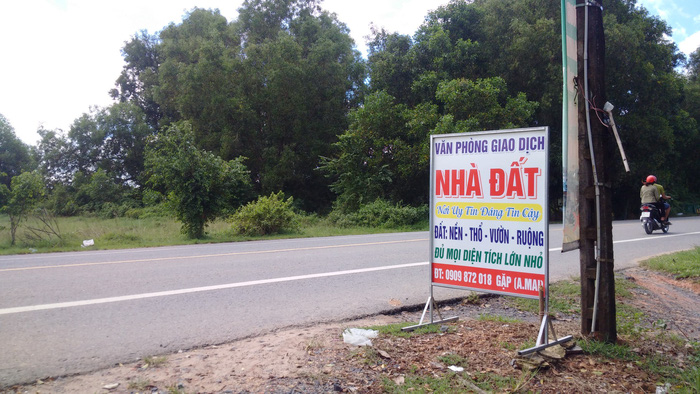 VĂN PHÒNG GIAO DỊCH
NHÀ ĐẤT
Nơi Uy Tín Đáng Tin Cậy
ĐẤT: NỀN - THỔ - VƯỜN - RUỘNG
ĐỦ MỌI DIỆN TÍCH LỚN NHỎ
ĐT: 0909 872 018 GẶP (A.MAI)